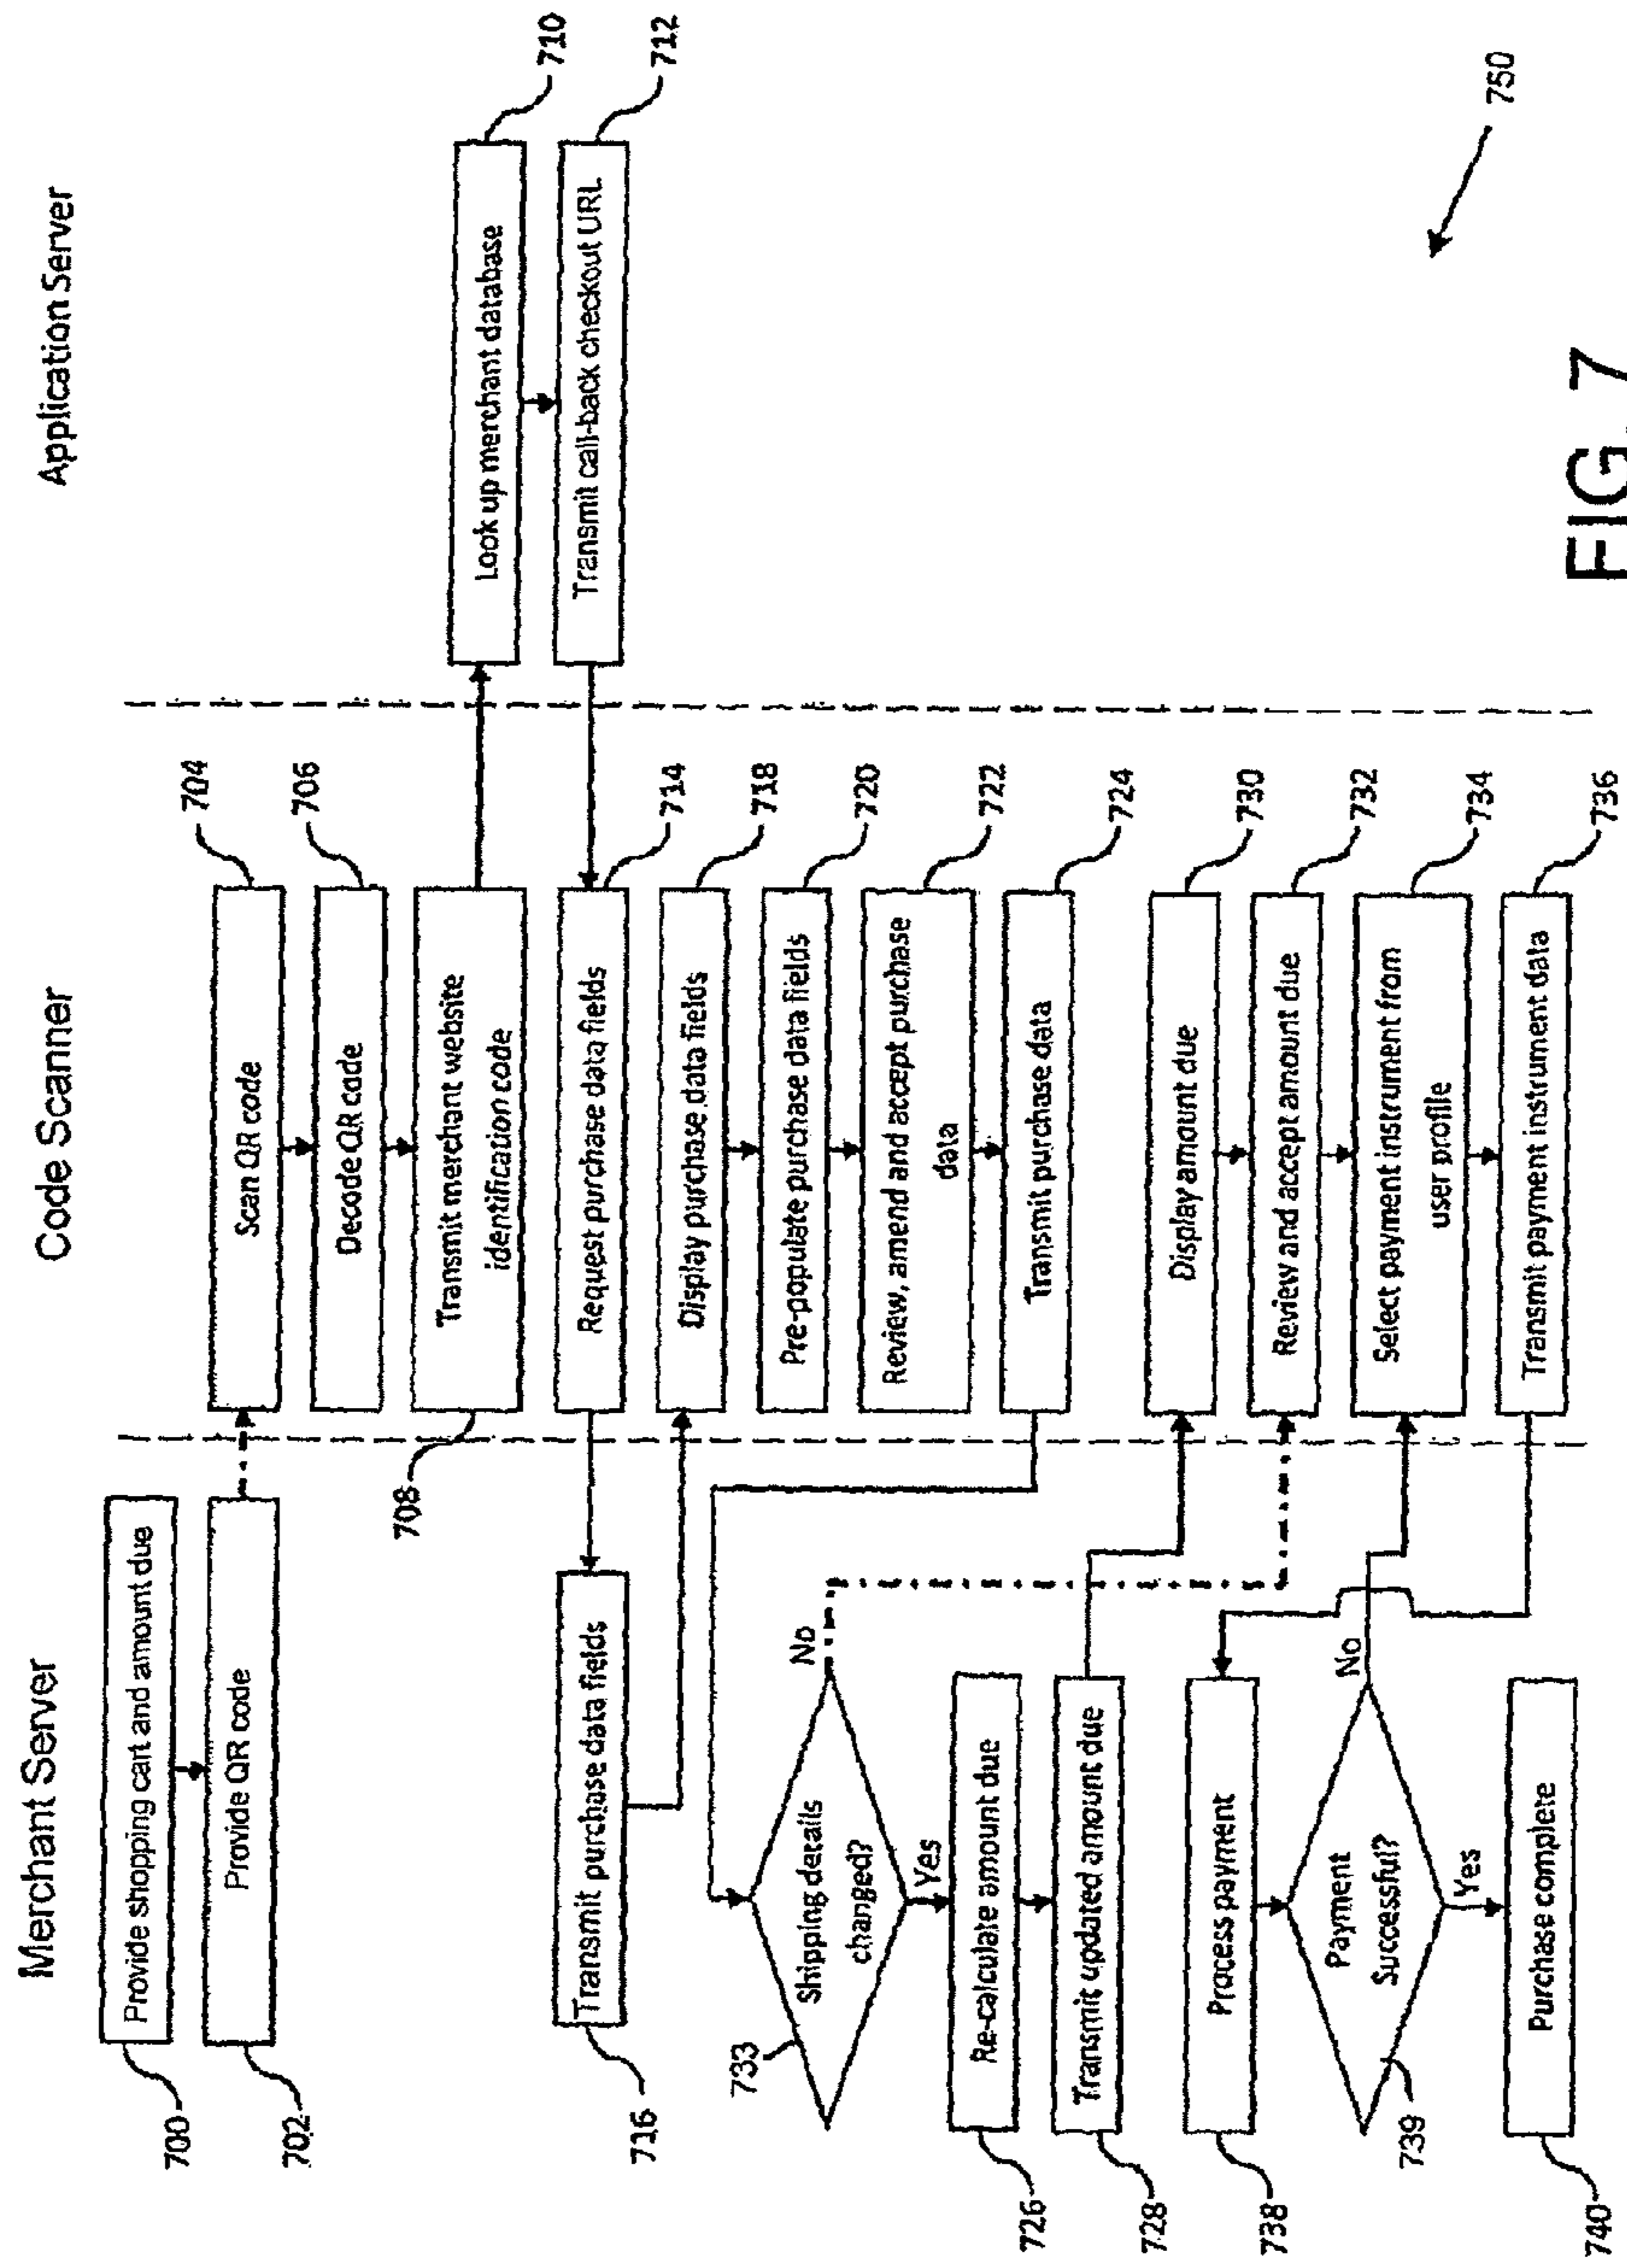 Merchant Server
Code Scanner
Application Server
Provide shopping cart and amount due
700
Provide QR code
702
Scan QR code
704
Decode QR code
706
Transmit merchant website
identification code
708
Look up merchant database
710
Transmit call-back checkout URL
712
Request purchase data fields
714
Transmit purchase data fields
716
Display purchase data fields
718
Pre-populate purchase data fields
720
Review, amend and accept purchase
data
722
Transmit purchase data
724
Shipping details
changed?
733
No
Yes
Re-calculate amount due
726
Transmit updated amount due
728
Display amount due
730
Review and accept amount due
732
Select payment instrument from
user profile
734
Transmit payment instrument data
736
Process payment
738
Payment
Successful?
739
No
Yes
Purchase complete
740
750
FIG. 7